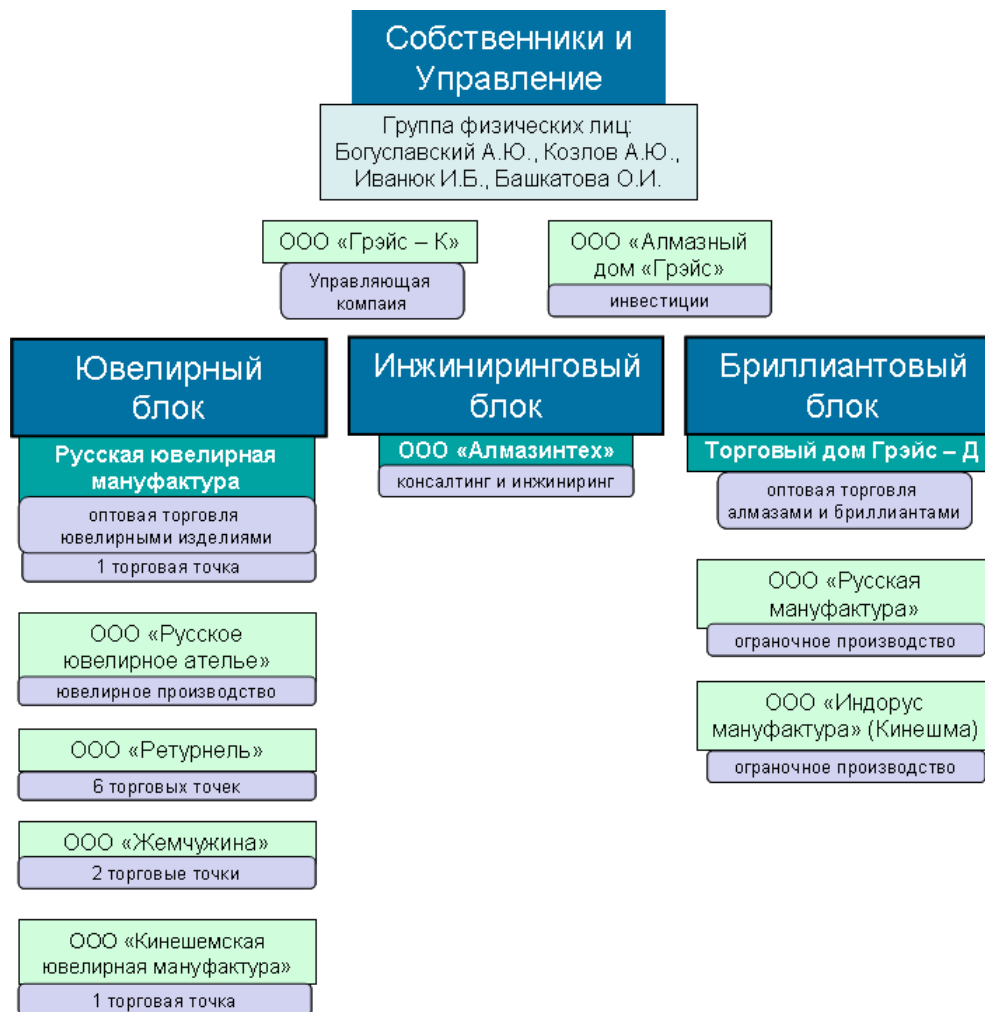 Собственники и
Управление
Группа физических лиц:
Богуславский А.Ю., Козлов А.Ю.,
Иванюк И.Б., Башкатова О.И.
ООО «Грэйс – К»
Управляющая
компаия
ООО «Алмазный
дом «Грэйс»
инвестиции
Ювелирный
блок
Русская ювелирная
мануфактура
оптовая торговля
ювелирными изделиями
1 торговая точка
ООО «Русское
ювелирное ателье»
ювелирное производство
ООО «Ретурнель»
6 торговых точек
ООО «Жемчужина»
2 торговые точки
ООО «Кинешемская
ювелирная мануфактура»
1 торговая точка
Инжиниринговый
блок
ООО «Алмазинтех»
консалтинг и инжиниринг
Бриллиантовый
блок
Торговый дом Грэйс – Д
оптовая торговля
алмазами и бриллиантами
ООО «Русская
мануфактура»
ограночное производство
ООО «Индорус
мануфактура» (Кинешма)
ограночное производство